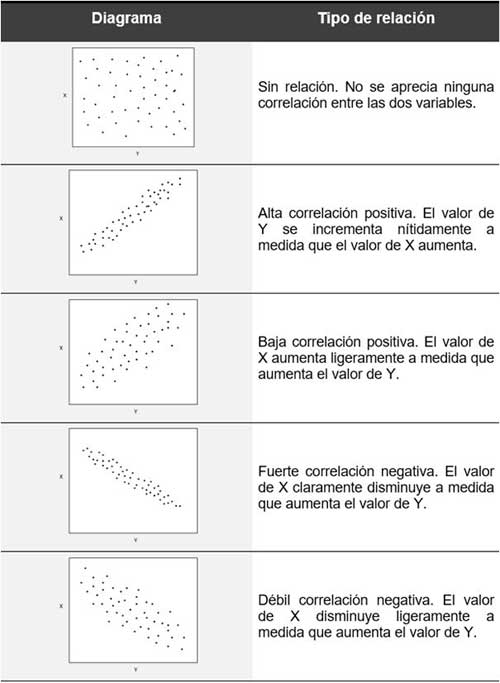 Diagrama Tipo de relación
X
Y
Sin relación. No se aprecia ninguna
correlación entre las dos variables.
X
Y
Alta correlación positiva. El valor de
Y se incrementa nítidamente a
medida que el valor de X aumenta.
X
Y
Baja correlación positiva. El valor de
X aumenta ligeramente a medida que
aumenta el valor de Y.
X
Y
Fuerte correlación negativa. El valor
de X claramente disminuye a medida
que aumenta el valor de Y.
X
Y
Débil correlación negativa. El valor
de X disminuye ligeramente a
medida que aumenta el valor de Y.